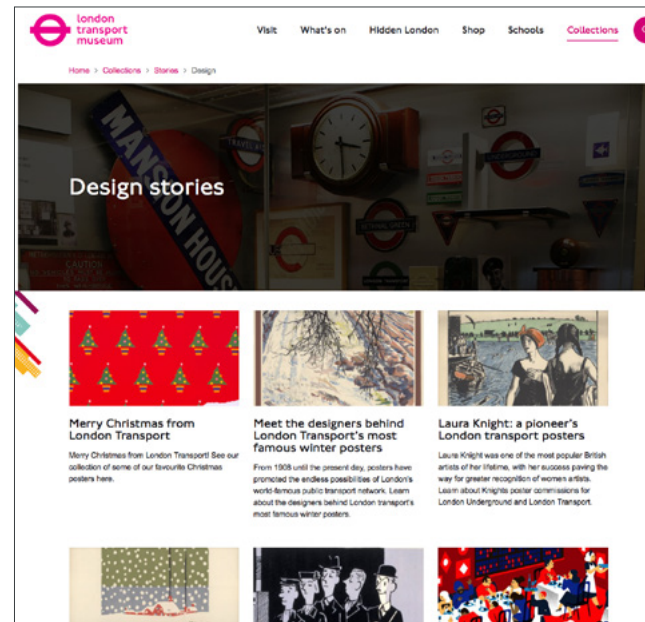 london
transport
museum
Visit What's on Hidden London Shop Schools Collections
Home > Collections > Stories > Design
MANSION HOUSE
TRAVEL
UNDERGROUND
BETHNAL GREEN
CAUTION
Design stories
Merry Christmas from
London Transport
Merry Christmas from London Transport! See our
collection of some of our favourite Christmas
posters here.
Meet the designers behind
London Transport's most
famous winter posters
From 1908 until the present day, posters have
promoted the endless possibilities of London's
world-famous public transport network. Learn
about the designers behind London transport's
most famous winter posters.
Laura Knight: a pioneer's
London transport posters
Laura Knight was one of the most popular British
artists of her lifetime, with her success paving the
way for greater recognition of women artists.
Learn about Knights poster commissions for
London Underground and London Transport.